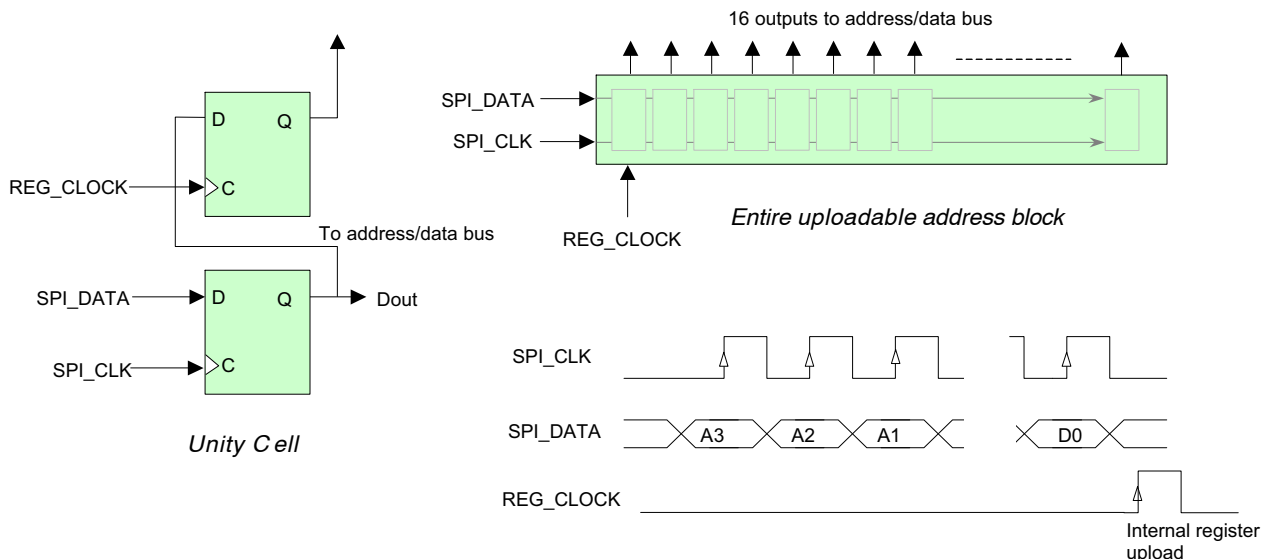 16 outputs to address/data bus
D Q
REG_CLOCK
C
To address/data bus
SPI_DATA
D Q
Dout
SPI_CLK
C
Unity Cell
SPI_DATA
SPI_CLK
REG_CLOCK
Entire uploadable address block
SPI_CLK
SPI_DATA
A3 A2 A1 D0
REG_CLOCK
Internal register
upload